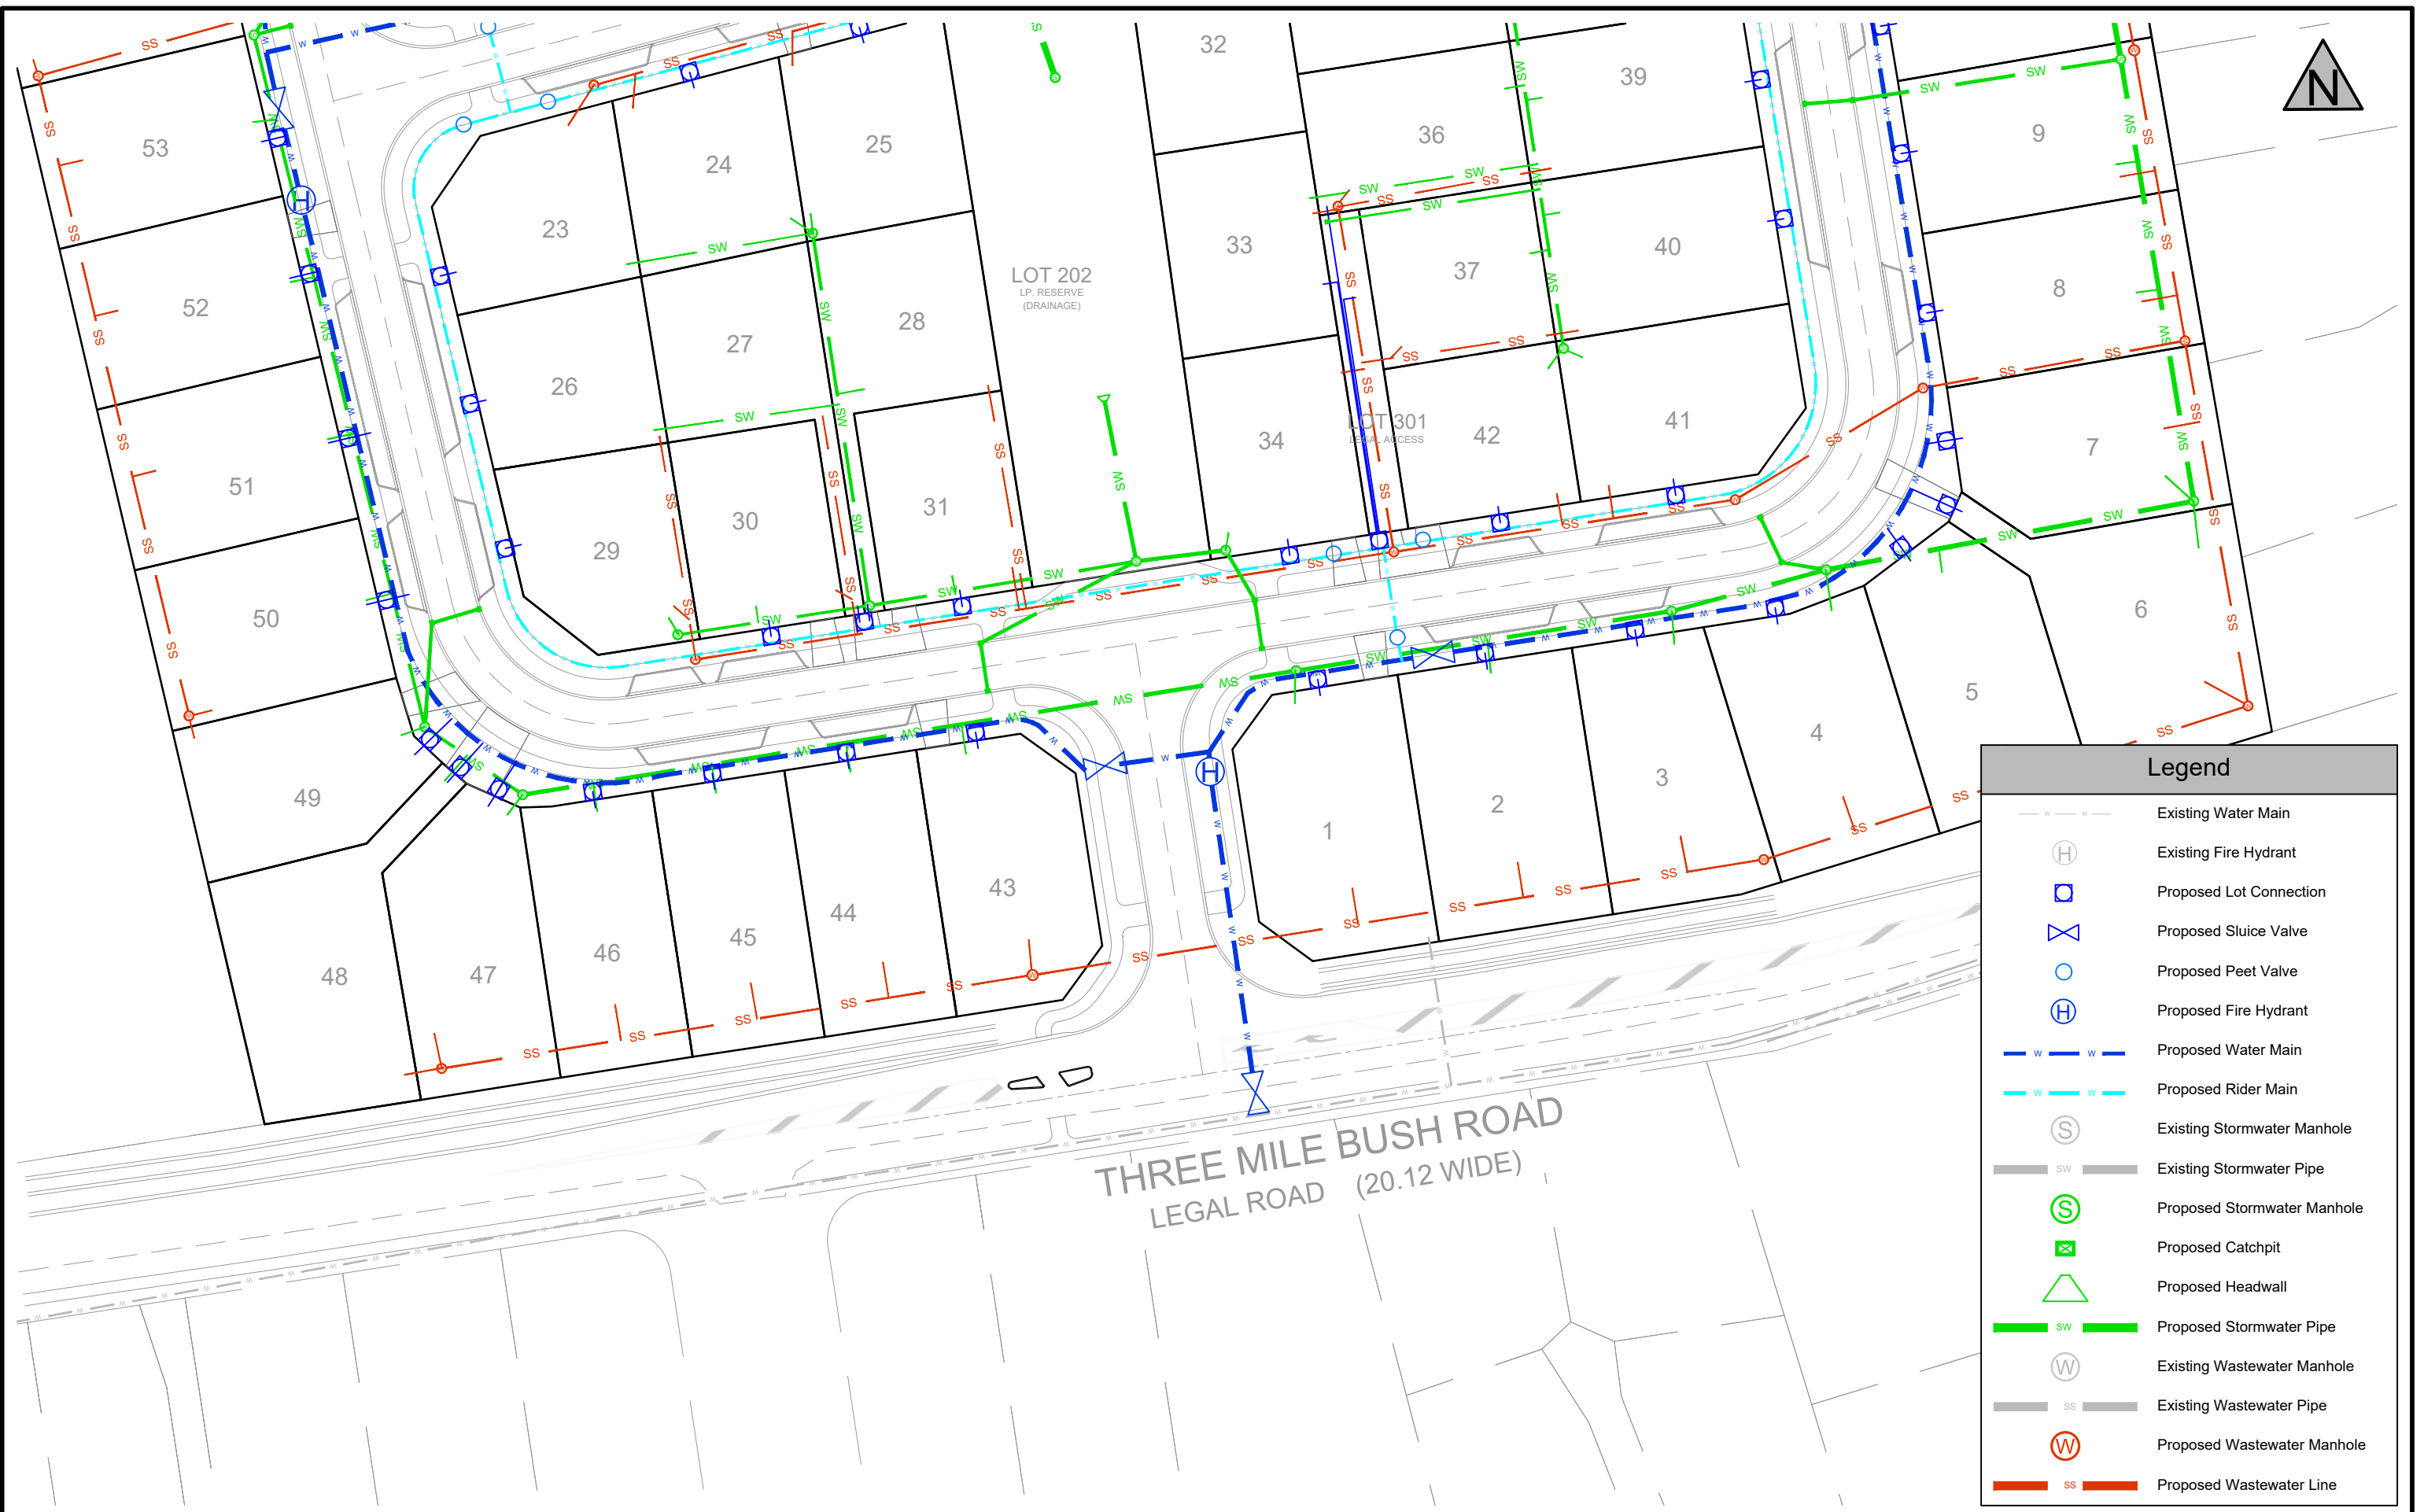 N
32
39
53
25
36
9
24
23
33
40
37
LOT 202
LP. RESERVE
(DRAINAGE)
8
52
28
27
26
LOT 301
LEGAL ACCESS
41
42
34
7
51
31
30
29
50
6
5
4
3
2
1
49
43
44
45
46
47
48
THREE MILE BUSH ROAD
LEGAL ROAD (20.12 WIDE)
Legend
W W Existing Water Main
H Existing Fire Hydrant
Proposed Lot Connection
Proposed Sluice Valve
Proposed Peet Valve
H Proposed Fire Hydrant
W W Proposed Water Main
W W Proposed Rider Main
S Existing Stormwater Manhole
SW Existing Stormwater Pipe
S Proposed Stormwater Manhole
Proposed Catchpit
Proposed Headwall
SW Proposed Stormwater Pipe
W Existing Wastewater Manhole
SS Existing Wastewater Pipe
W Proposed Wastewater Manhole
SS Proposed Wastewater Line